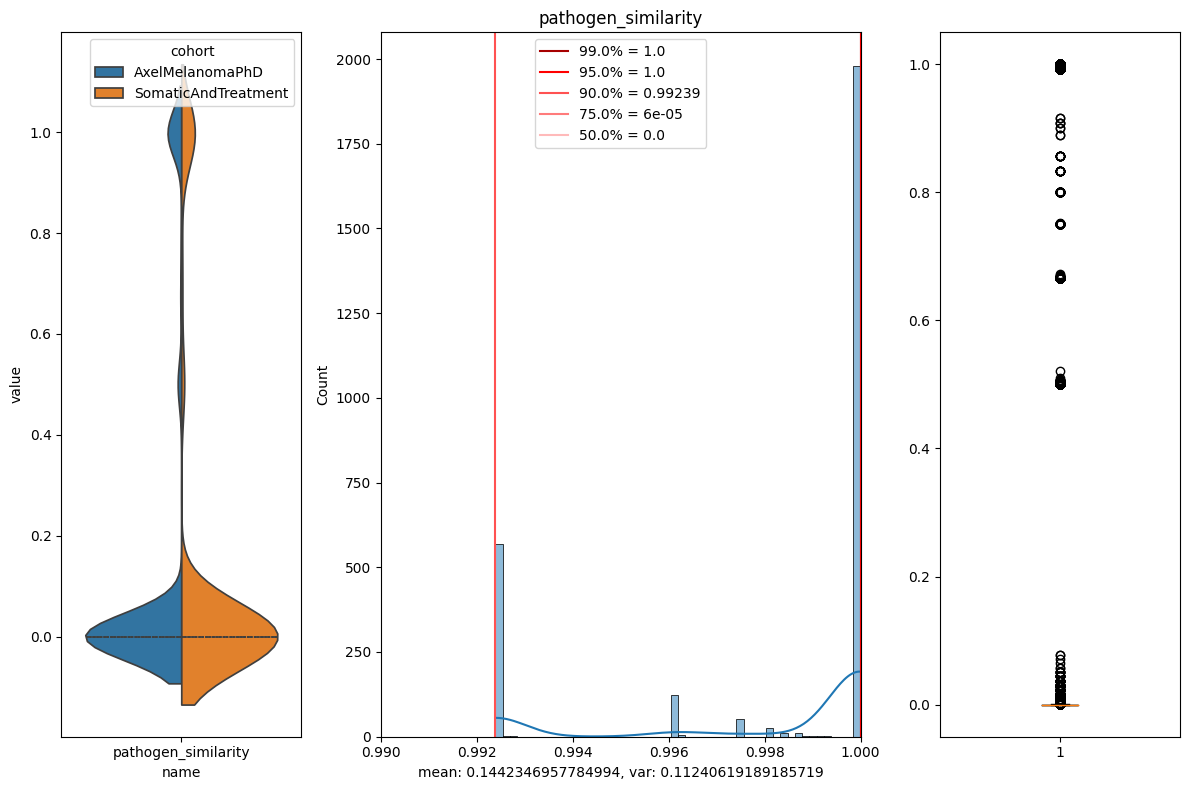 pathogen_similarity
cohort
AxelMelanomaPhD
SomaticAndTreatment
value
1.0
0.8
0.6
0.4
0.2
0.0
pathogen_similarity
name
99.0% = 1.0
95.0% = 1.0
90.0% = 0.99239
75.0% = 6e-05
50.0% = 0.0
Count
2000
1750
1500
1250
1000
750
500
250
0
0.990 0.992 0.994 0.996 0.998 1.000
mean: 0.1442346957784994, var: 0.11240619189185719
1.0
0.8
0.6
0.4
0.2
0.0
1